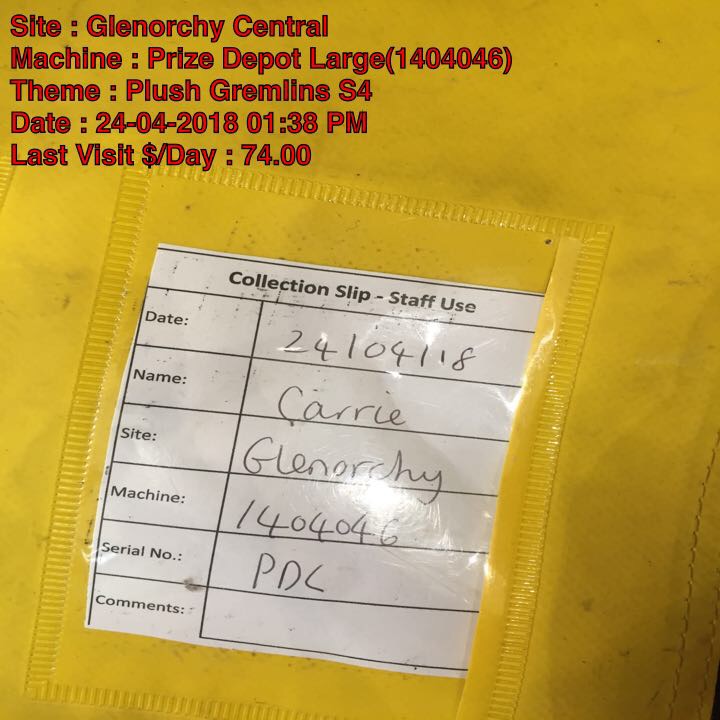 Site : Glenorchy Central
Machine : Prize Depot Large(1404046)
Theme : Plush Gremlins S4
Date : 24-04-2018 01:38 PM
Last Visit $/Day : 74.00
Collection Slip - Staff Use
Date: 24/04/18
Name: Carrie
Site: Glenorchy
Machine: 1404046
Serial No.: PDL
Comments: